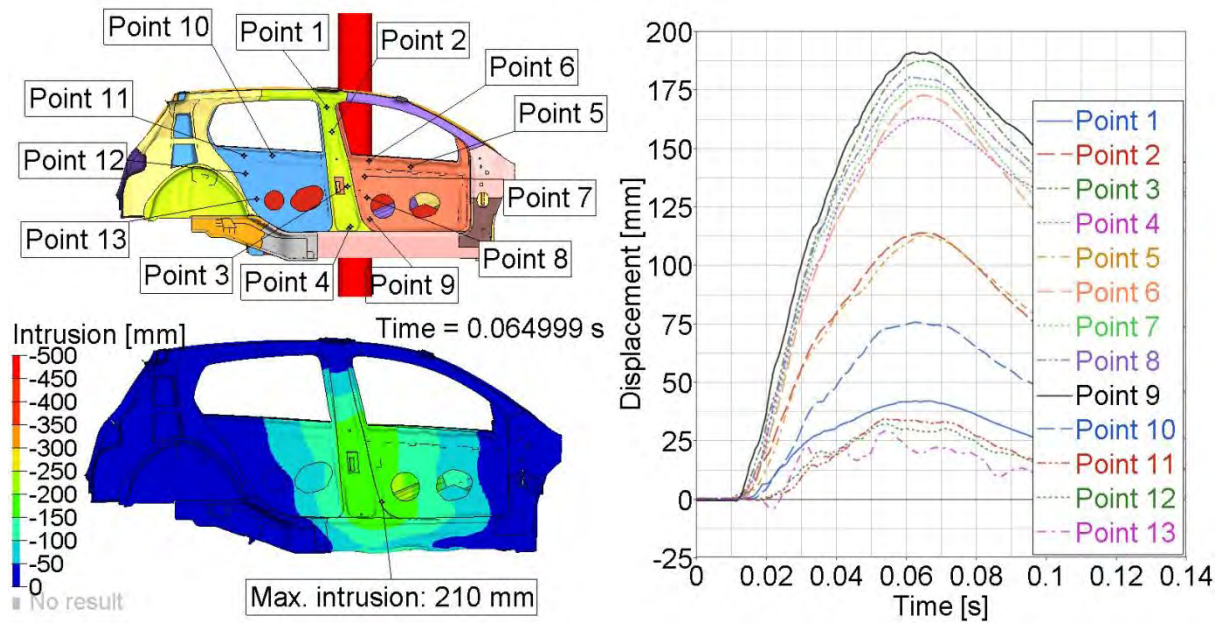 Point 10
Point 1
Point 2
Point 6
Point 11
Point 5
Point 12
Point 7
Point 13
Point 3
Point 4
Point 9
Point 8
Intrusion [mm]
Time = 0.064999 s
-500
-450
-400
-350
-300
-250
-200
-150
-100
-50
0
No result
Max. intrusion: 210 mm
Displacement [mm]
200
175
150
125
100
75
50
25
0
-25
0
0.02
0.04
0.06
0.08
0.1
0.12
0.14
Time [s]
Point 1
Point 2
Point 3
Point 4
Point 5
Point 6
Point 7
Point 8
Point 9
Point 10
Point 11
Point 12
Point 13